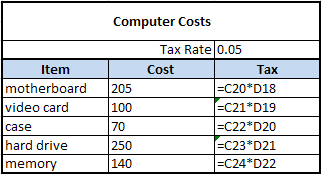 Computer Costs
Tax Rate 0.05
Item Cost Tax
motherboard 205 =C20*D18
video card 100 =C21*D19
case 70 =C22*D20
hard drive 250 =C23*D21
memory 140 =C24*D22